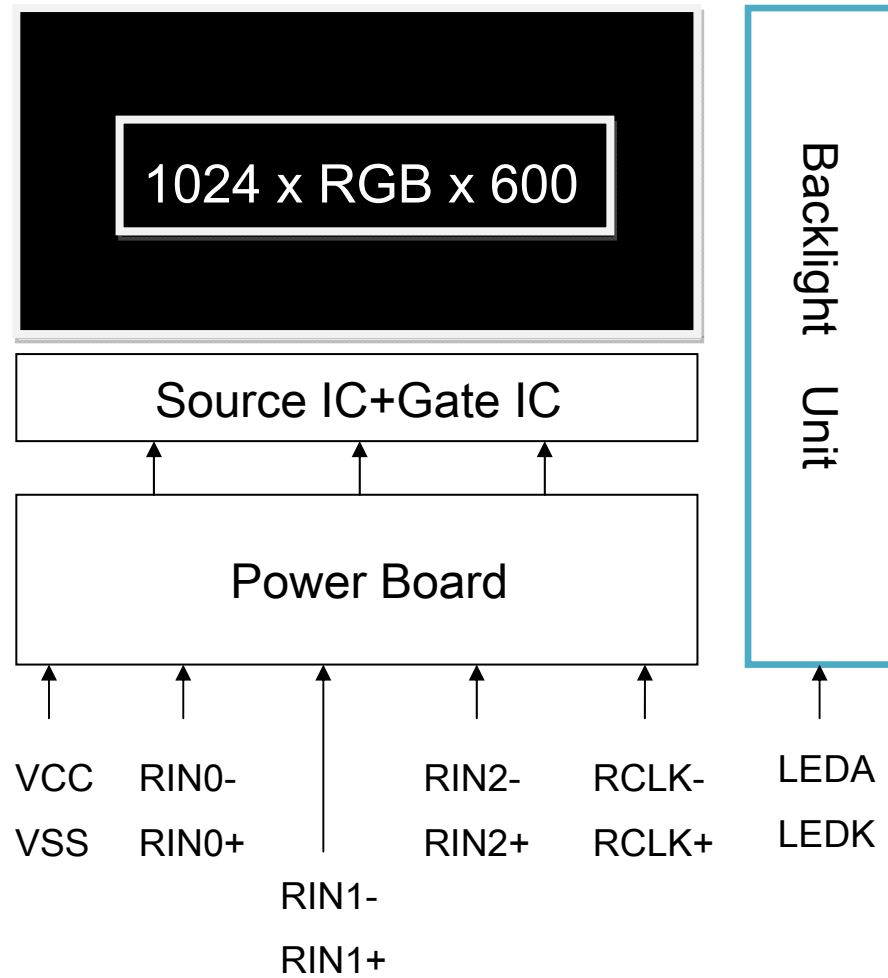 1024 x RGB x 600
Source IC+Gate IC
Power Board
Backlight Unit
VCC
VSS
RIN0-
RIN0+
RIN1-
RIN1+
RIN2-
RIN2+
RCLK-
RCLK+
LEDA
LEDK